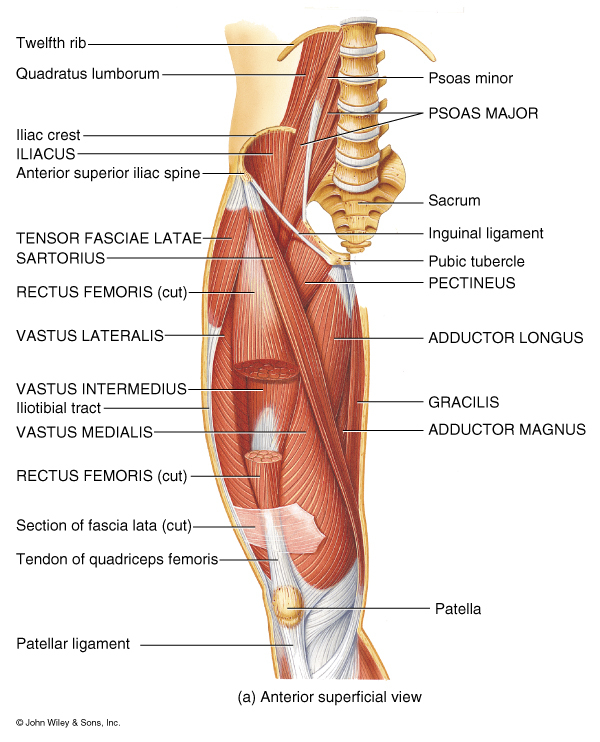 Twelfth rib
Quadratus lumborum
Psoas minor
PSOAS MAJOR
Iliac crest
ILIACUS
Anterior superior iliac spine
Sacrum
Inguinal ligament
TENSOR FASCIAE LATAE
SARTORIUS
Pubic tubercle
PECTINEUS
RECTUS FEMORIS (cut)
VASTUS LATERALIS
ADDUCTOR LONGUS
VASTUS INTERMEDIUS
Iliotibial tract
GRACILIS
VASTUS MEDIALIS
ADDUCTOR MAGNUS
RECTUS FEMORIS (cut)
Section of fascia lata (cut)
Tendon of quadriceps femoris
Patella
Patellar ligament
(a) Anterior superficial view
© John Wiley & Sons, Inc.